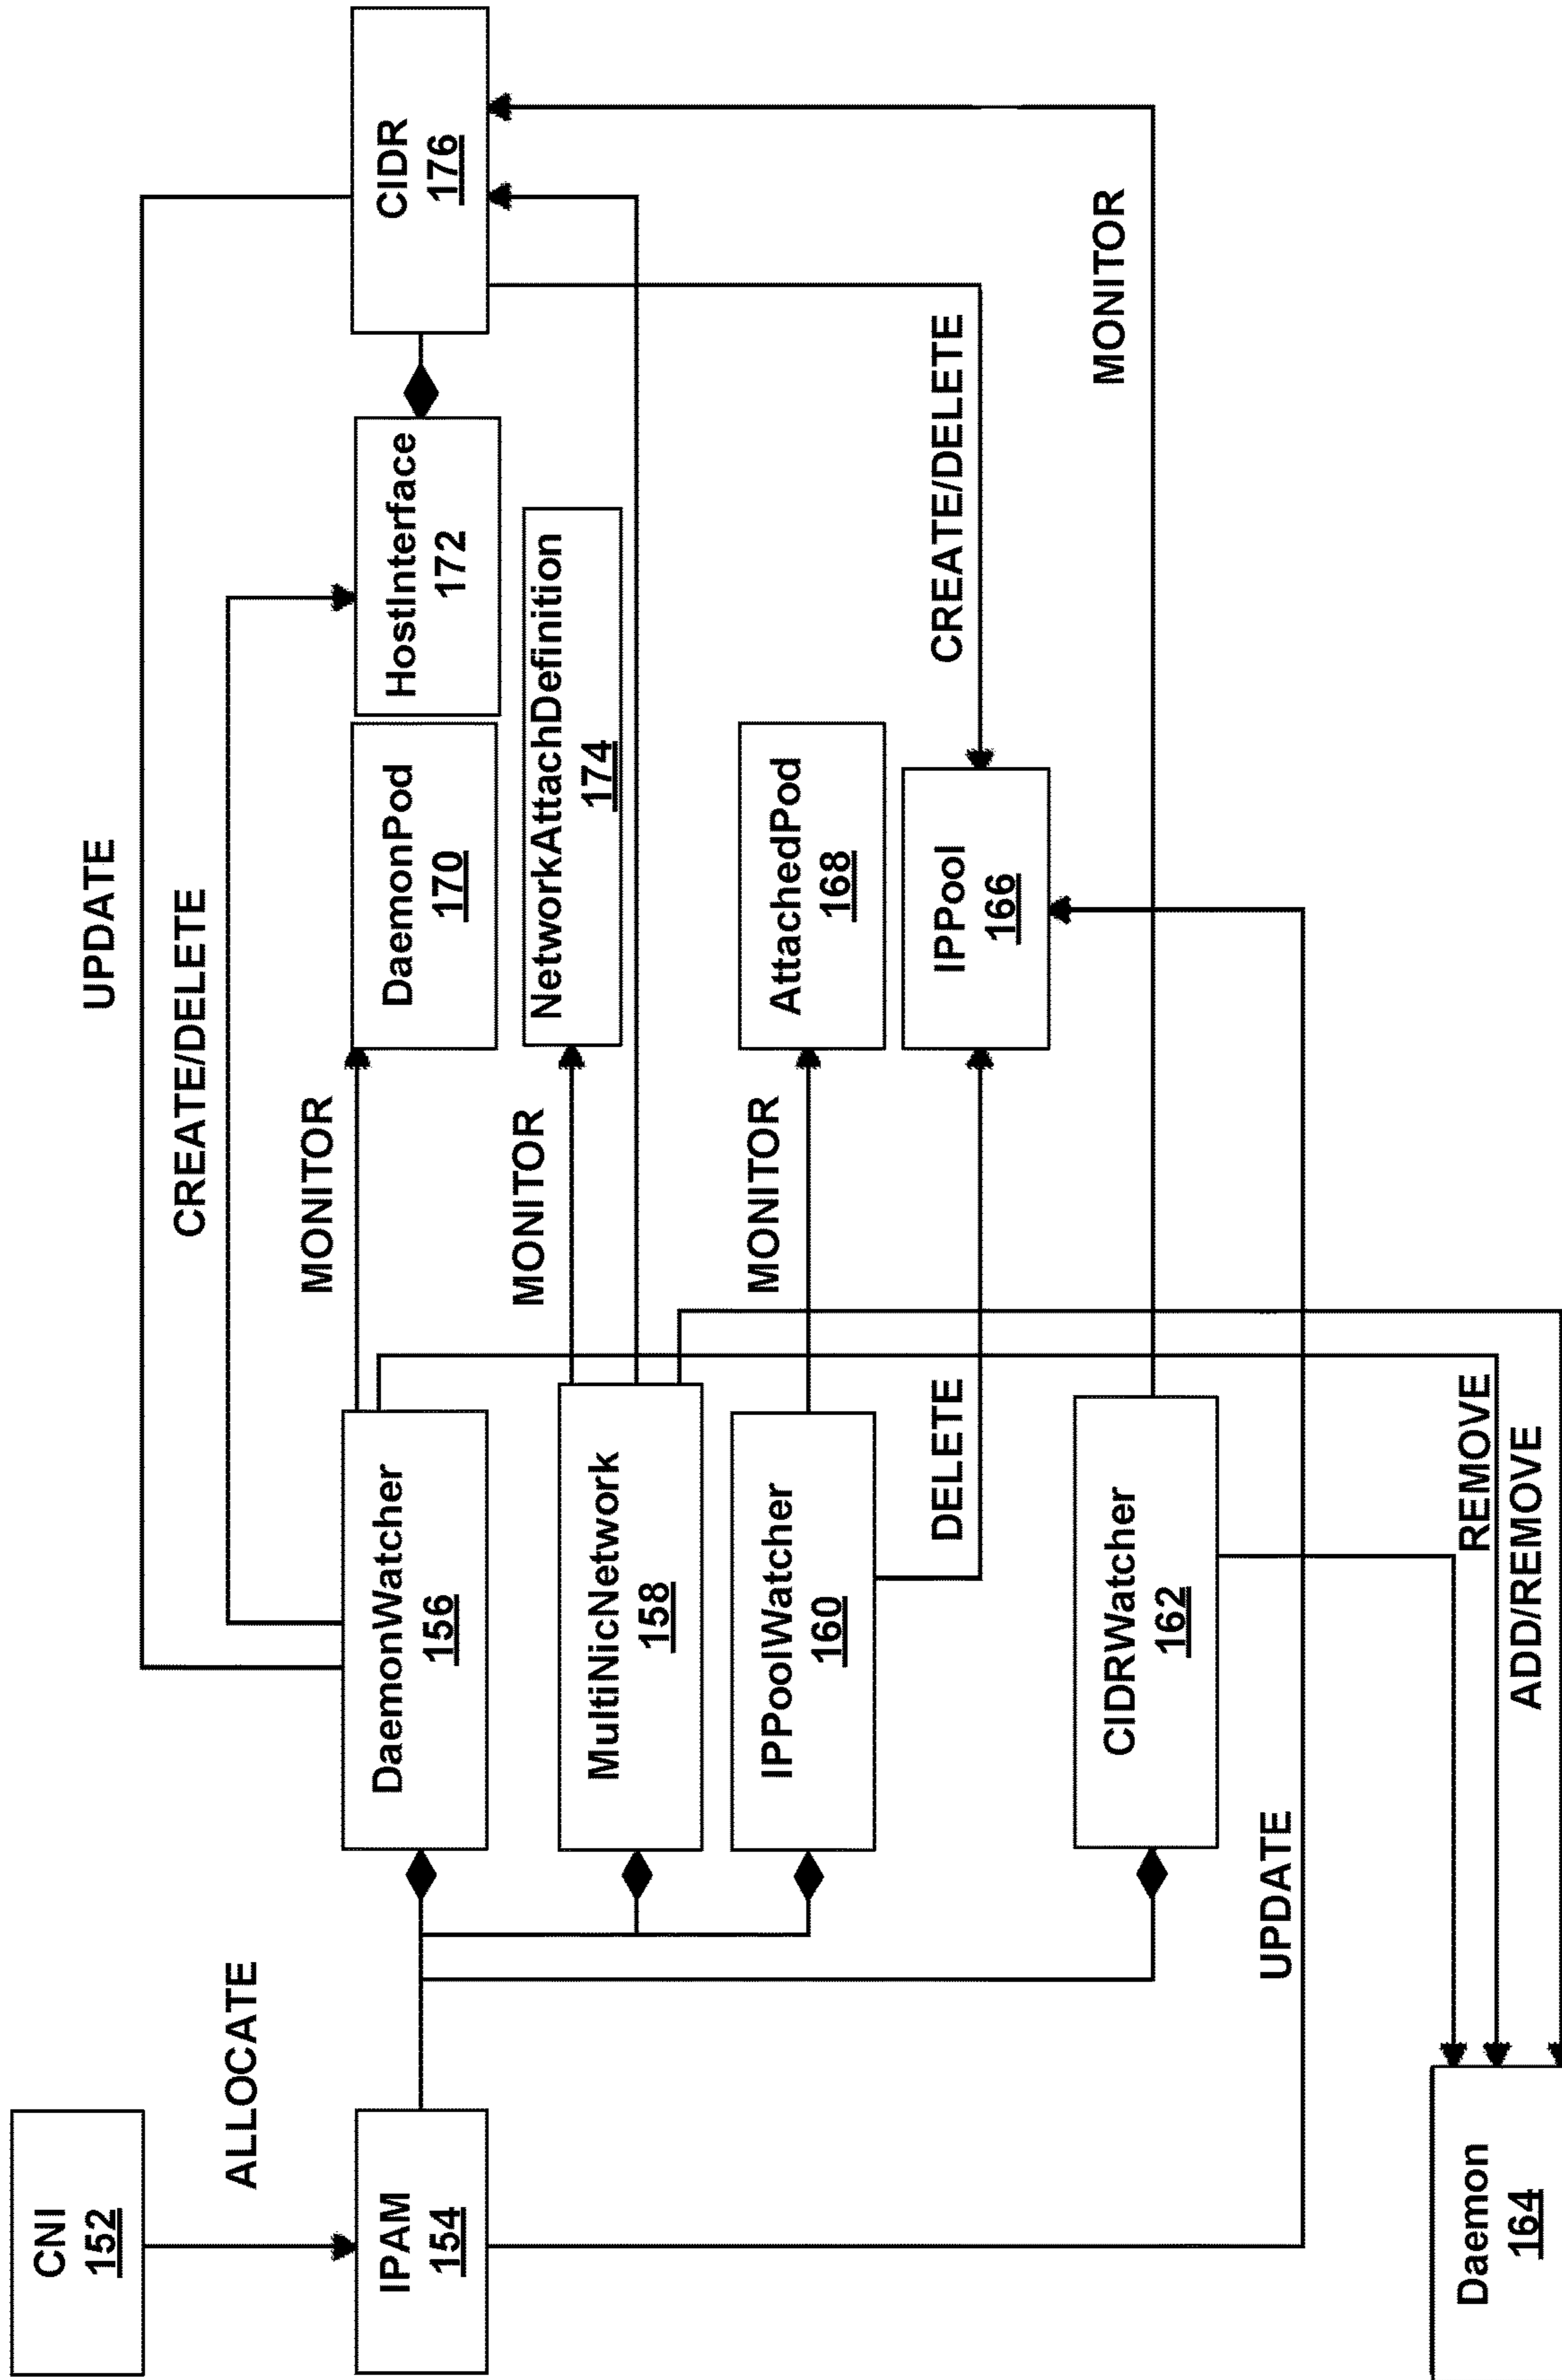 CNI
152
UPDATE
CREATE/DELETE
ALLOCATE
MONITOR
IPAM
154
DaemonWatcher
156
DaemonPod
170
HostInterface
172
CIDR
176
MONITOR
MultiNicNetwork
158
NetworkAttachDefinition
174
MONITOR
IPPoolWatcher
160
AttachedPod
168
DELETE
IPPool
166
CREATE/DELETE
CIDRWatcher
162
MONITOR
UPDATE
Daemon
164
REMOVE
ADD/REMOVE